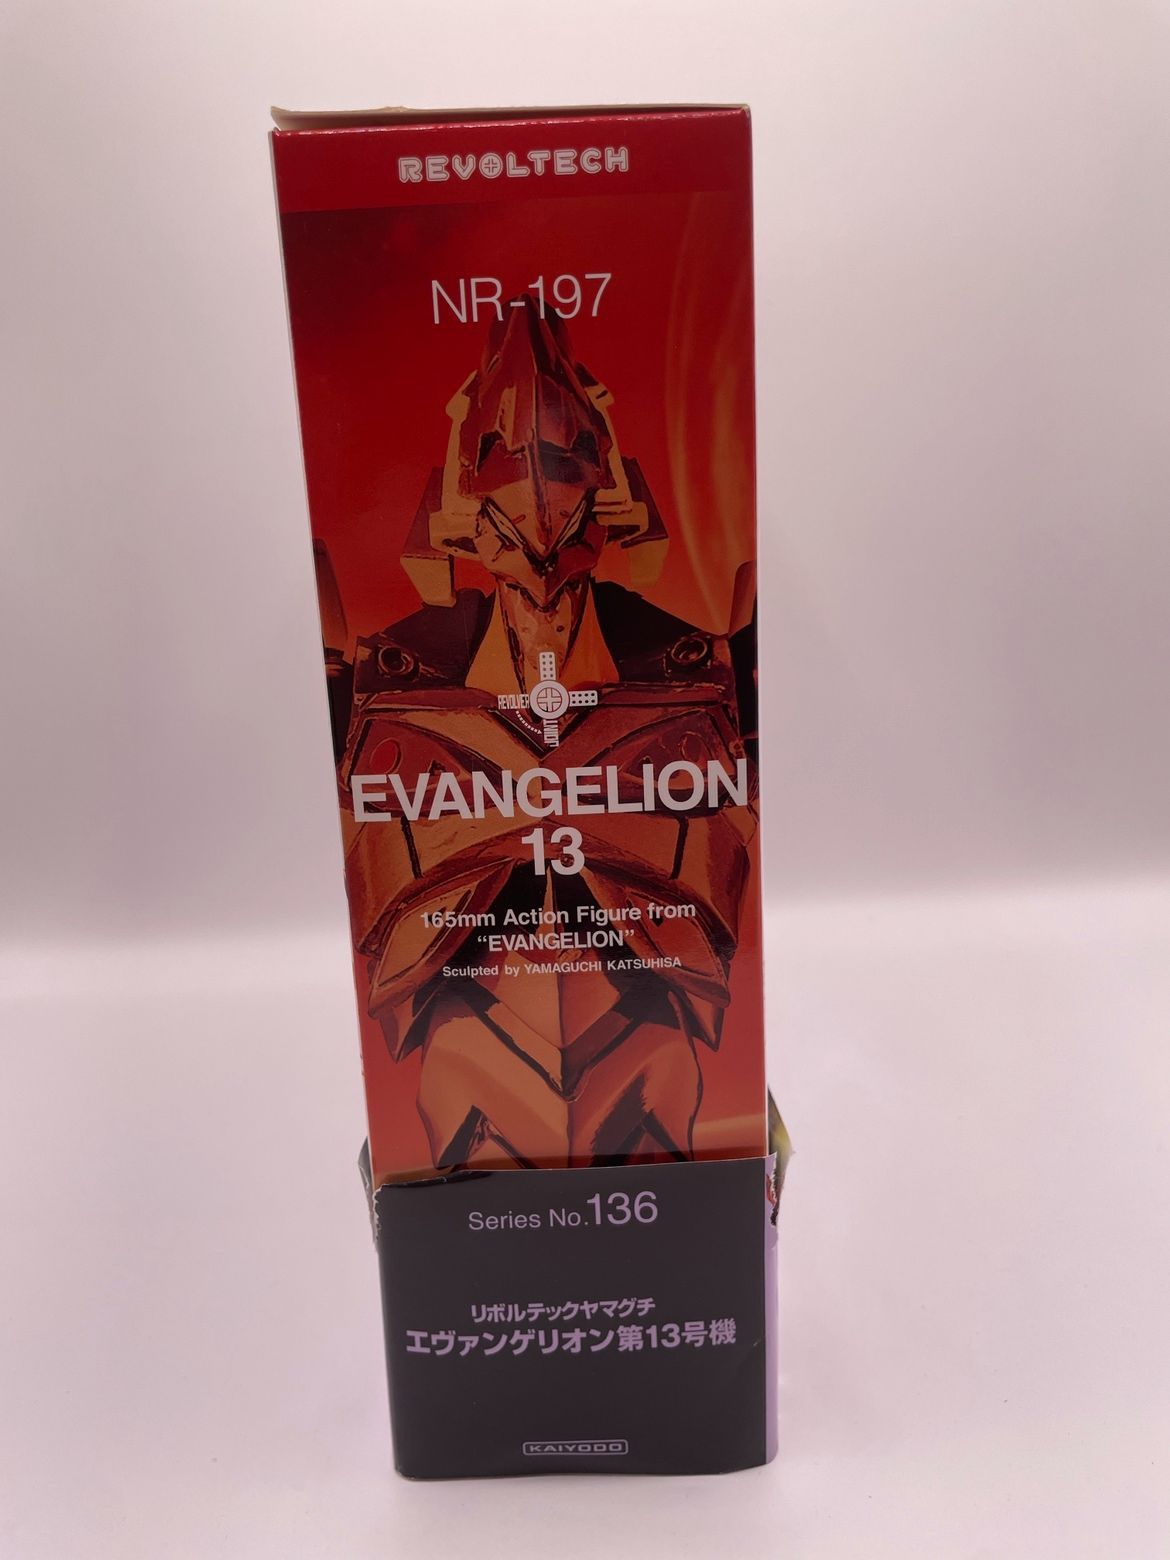 REVOLTECH
NR-197
REVOLVER
JOINT
EVANGELION
13
165mm Action Figure from
“EVANGELION”
Sculpted by YAMAGUCHI KATSUHISA
Series No.136
リボルテックヤマグチ
エヴァンゲリオン第13号機
KAIYODO